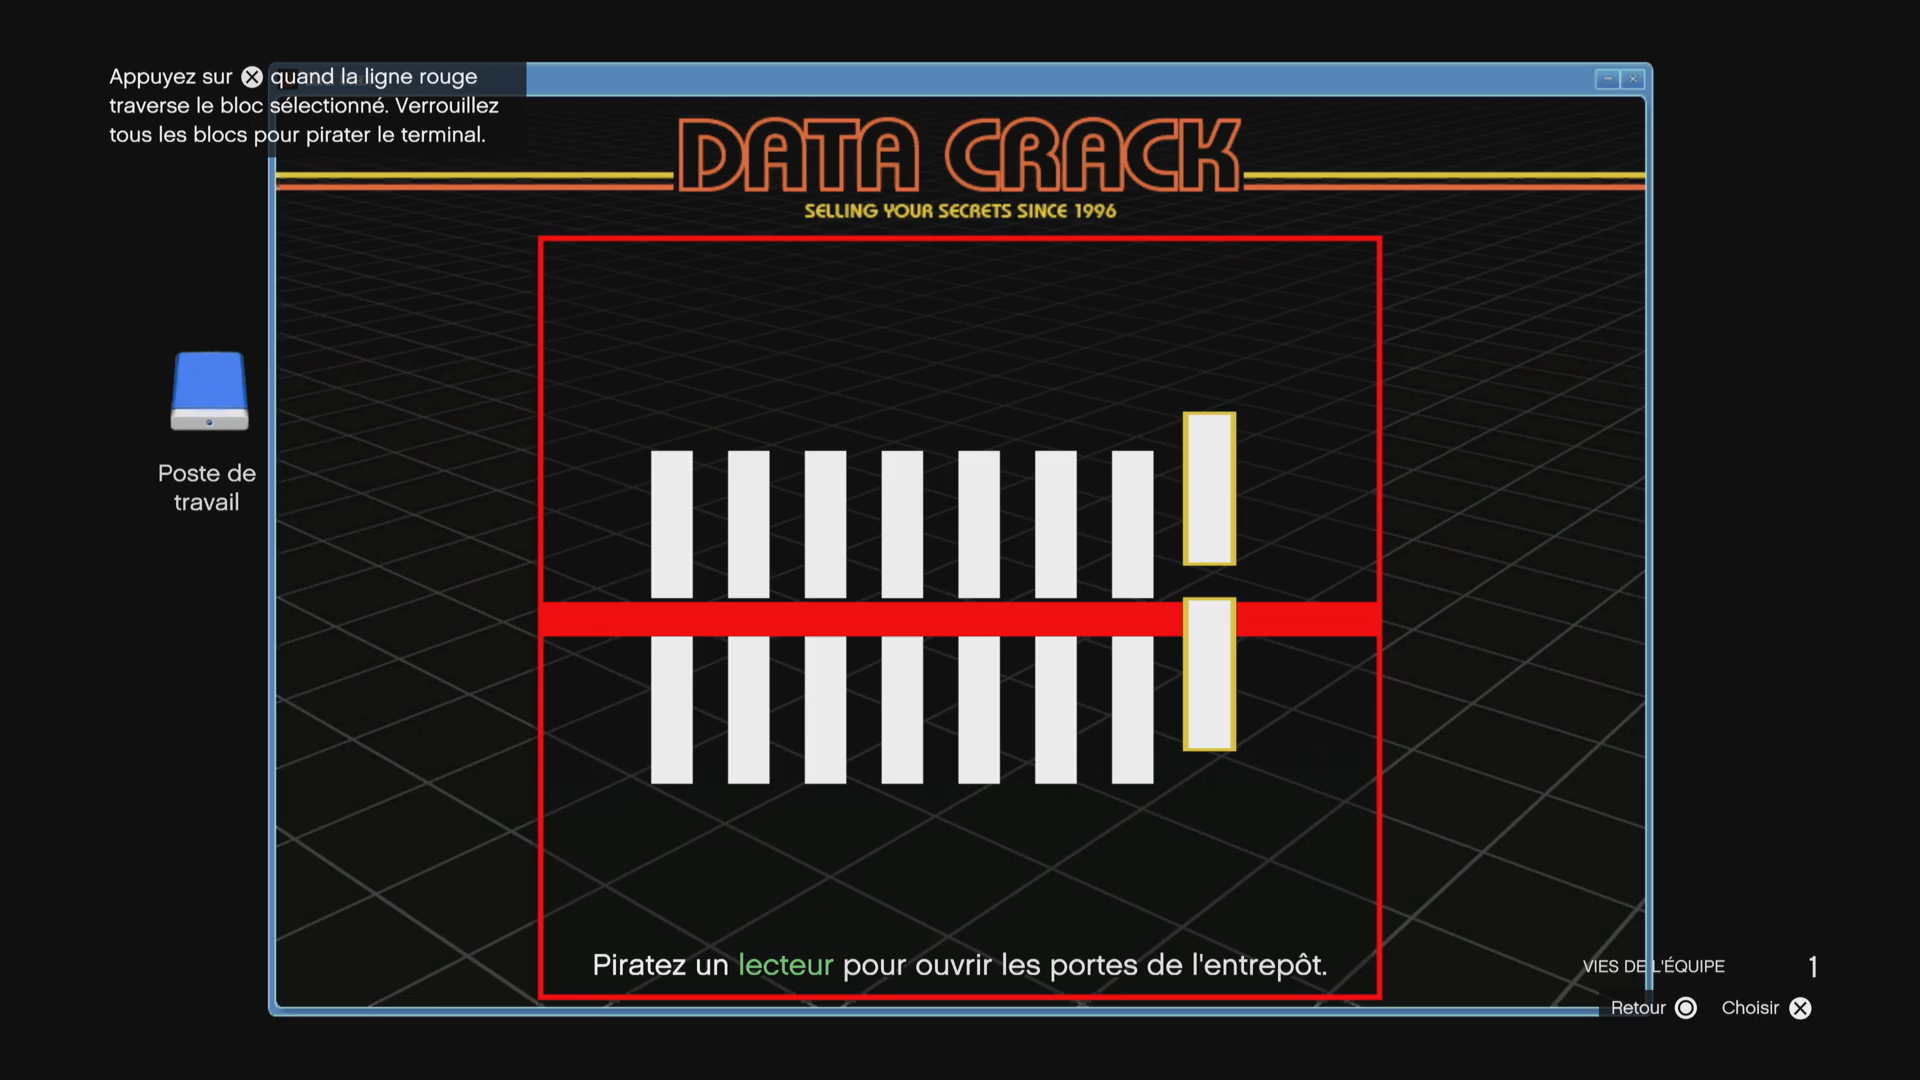 Appuyez sur ⓧ quand la ligne rouge
traverse le bloc sélectionné. Verrouillez
tous les blocs pour pirater le terminal.
DATA CRACK
SELLING YOUR SECRETS SINCE 1996
Poste de
travail
Piratez un lecteur pour ouvrir les portes de l'entrepôt.
VIES DE L'ÉQUIPE 1
Retour Choisir